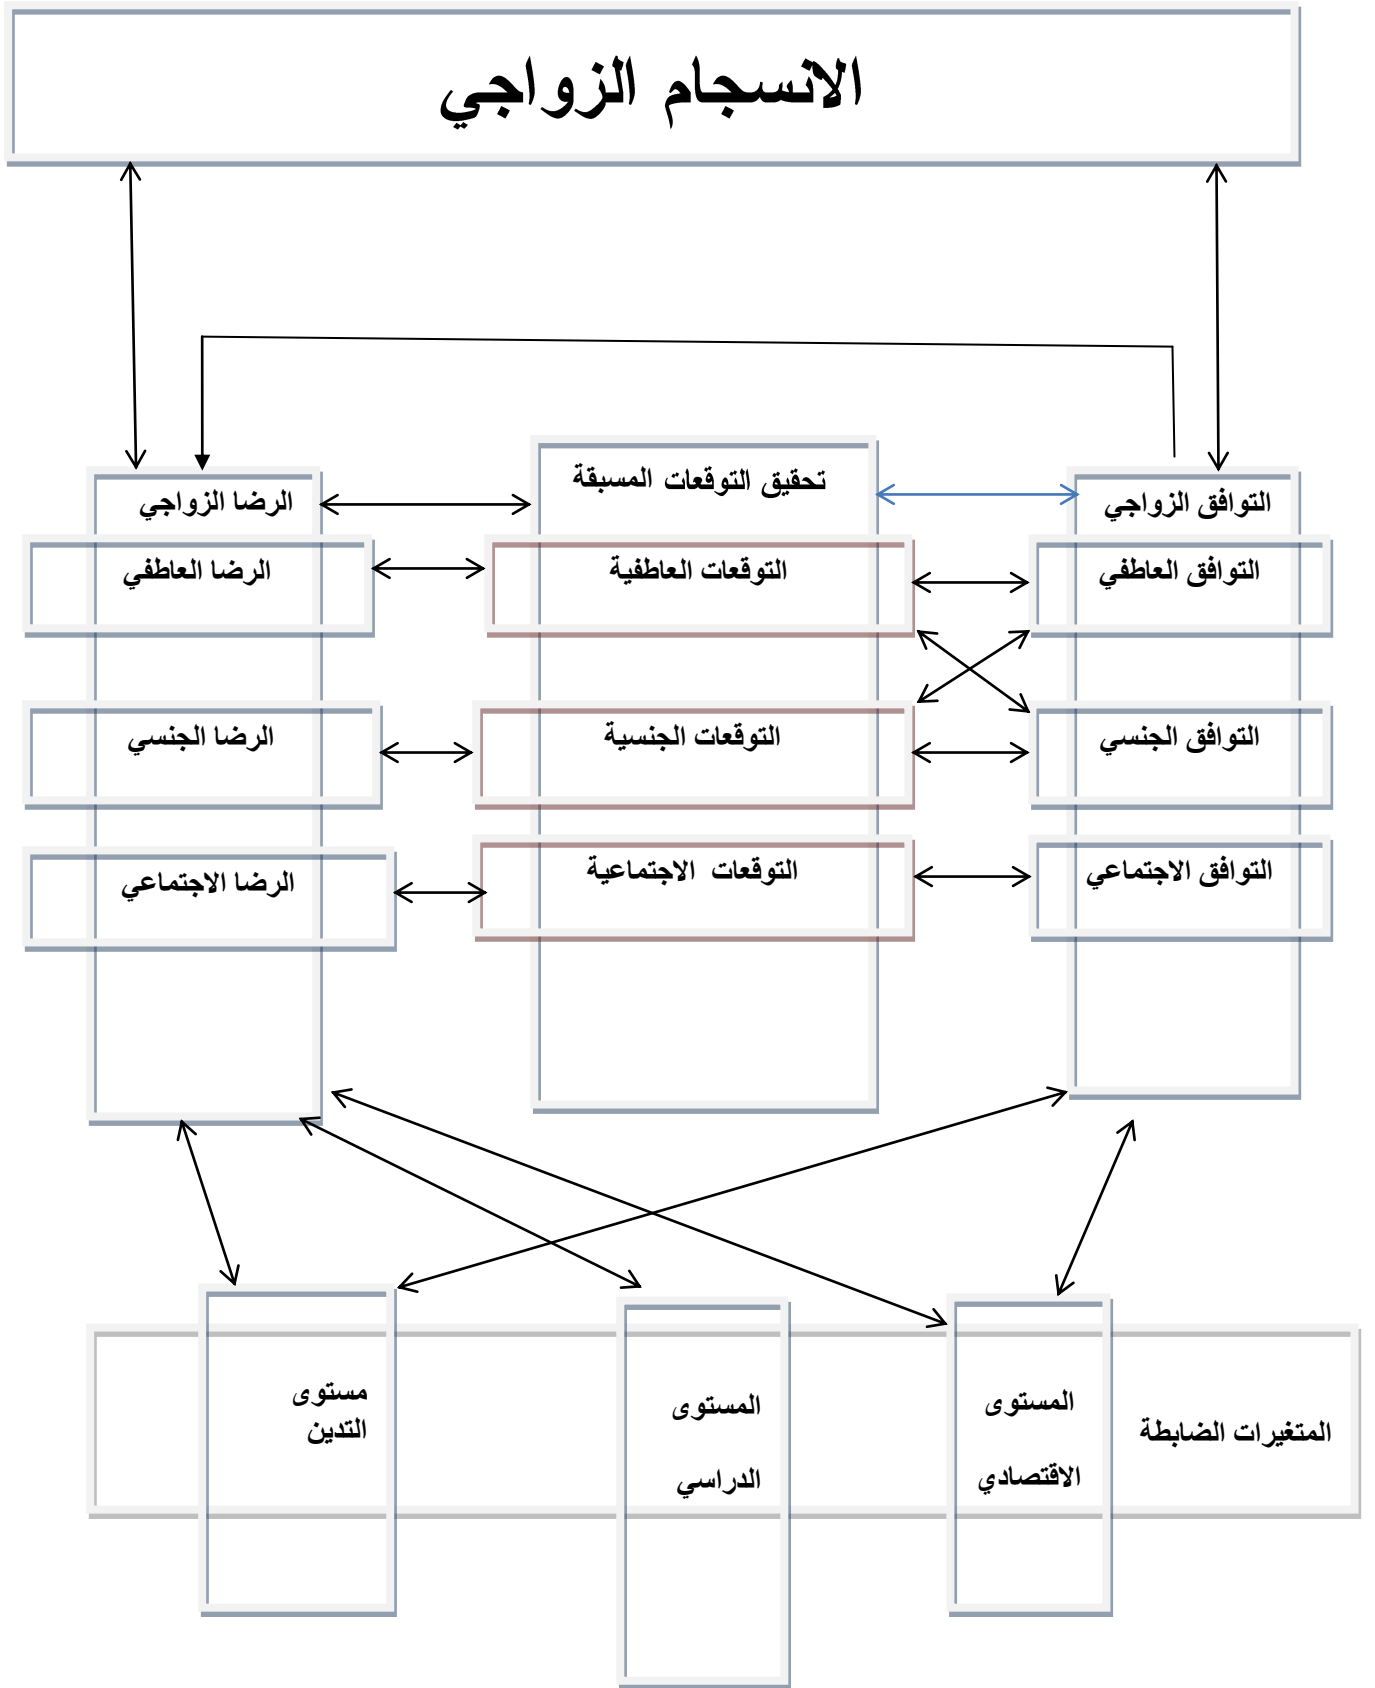 الانسجام الزواجي
التوافق الزواجي
تحقيق التوقعات المسبقة
الرضا الزواجي
التوافق العاطفي
التوقعات العاطفية
الرضا العاطفي
التوافق الجنسي
التوقعات الجنسية
الرضا الجنسي
التوافق الاجتماعي
التوقعات الاجتماعية
الرضا الاجتماعي
المتغيرات الضابطة
المستوى
الاقتصادي
المستوى
الدراسي
مستوى
التدين